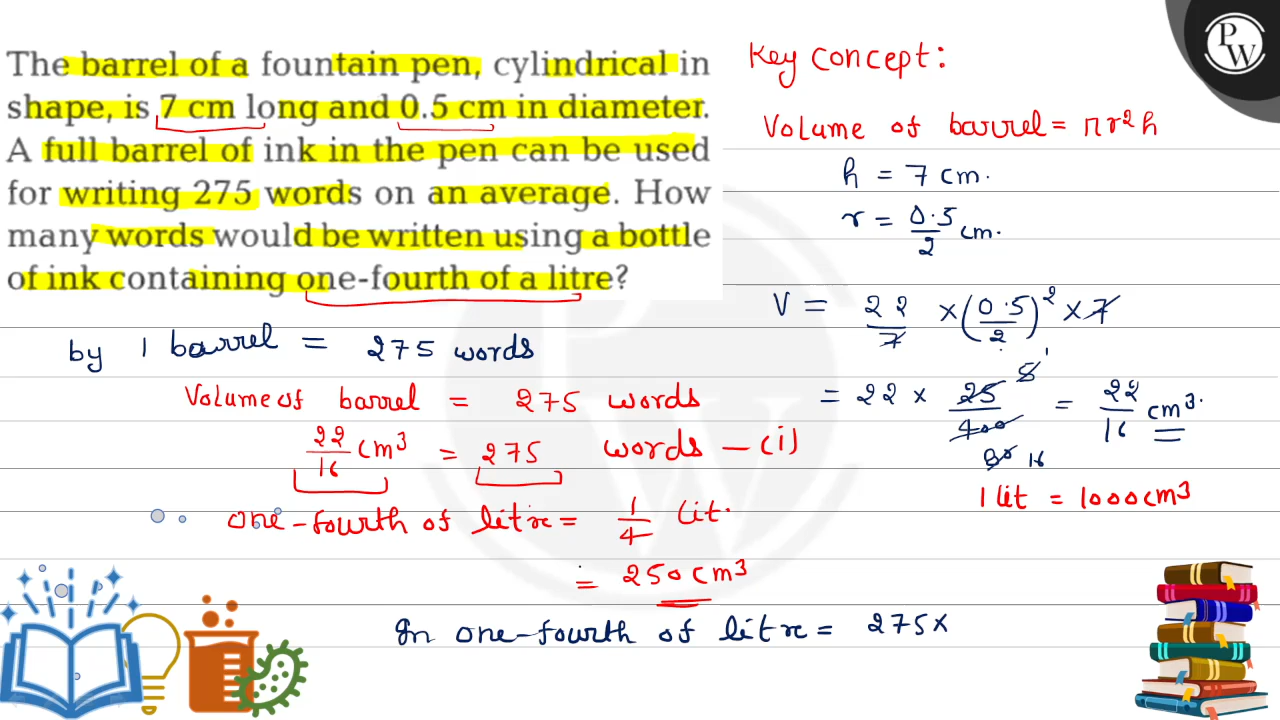 The barrel of a fountain pen, cylindrical in
shape, is 7 cm long and 0.5 cm in diameter.
A full barrel of ink in the pen can be used
for writing 275 words on an average. How
many words would be written using a bottle
of ink containing one-fourth of a litre?
by 1 barrel = 275 words
Volume of barrel = 275 words
22/16 cm³ = 275 words – (i)
one-fourth of litre = 1/4 lit.
= 250 cm³
In one-fourth of litre = 275×
PW
Key concept:
Volume of barrel = πr²h
h = 7 cm.
r = 0.5/2 cm.
V = 22/7 × (0.5/2)² × 7
= 22 × 25/400 = 22/16 cm³.
1 lit = 1000 cm³